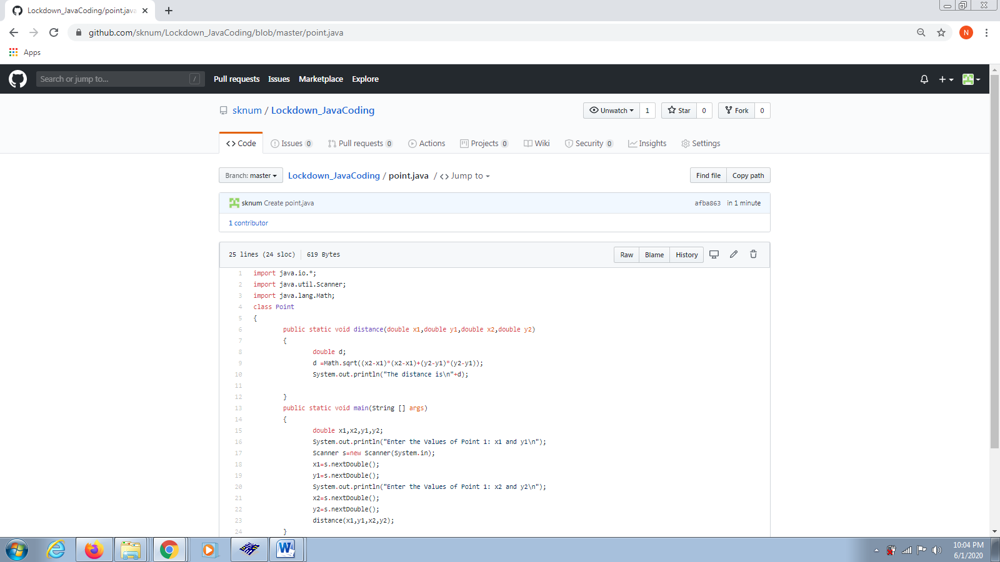 Lockdown_JavaCoding/point.java
github.com/sknum/Lockdown_JavaCoding/blob/master/point.java
N
Apps
Search or jump to...
/
Pull requests Issues Marketplace Explore
sknum / Lockdown_JavaCoding
Unwatch 1
Star 0
Fork 0
Code
Issues 0
Pull requests 0
Actions
Projects 0
Wiki
Security 0
Insights
Settings
Branch: master
Lockdown_JavaCoding / point.java / <> Jump to
Find file
Copy path
sknum Create point.java
afba863 in 1 minute
1 contributor
25 lines (24 sloc) 619 Bytes
Raw Blame History
1 import java.io.*;
2 import java.util.Scanner;
3 import java.lang.Math;
4 class Point
5 {
6 public static void distance(double x1,double y1,double x2,double y2)
7 {
8 double d;
9 d =Math.sqrt((x2-x1)*(x2-x1)+(y2-y1)*(y2-y1));
10 System.out.println("The distance is\n"+d);
11
12 }
13 public static void main(String [] args)
14 {
15 double x1,x2,y1,y2;
16 System.out.println("Enter the Values of Point 1: x1 and y1\n");
17 Scanner s=new Scanner(System.in);
18 x1=s.nextDouble();
19 y1=s.nextDouble();
20 System.out.println("Enter the Values of Point 1: x2 and y2\n");
21 x2=s.nextDouble();
22 y2=s.nextDouble();
23 distance(x1,y1,x2,y2);
24 }
10:04 PM
6/1/2020